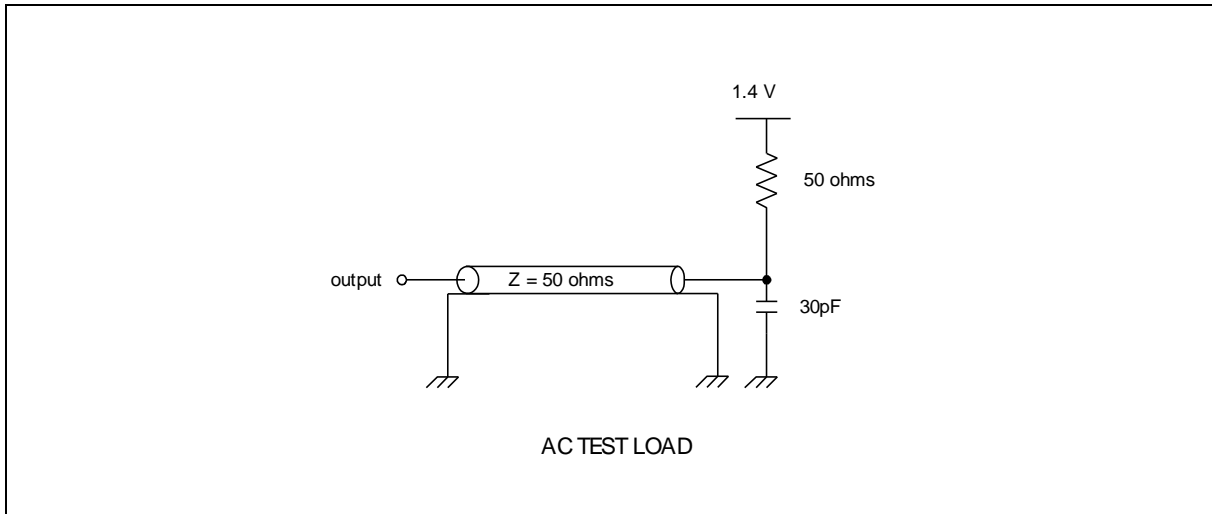 1.4 V
50 ohms
output
Z = 50 ohms
30pF
AC TEST LOAD